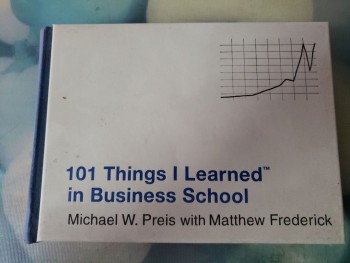 101 Things I Learned™
in Business School
Michael W. Preis with Matthew Frederick